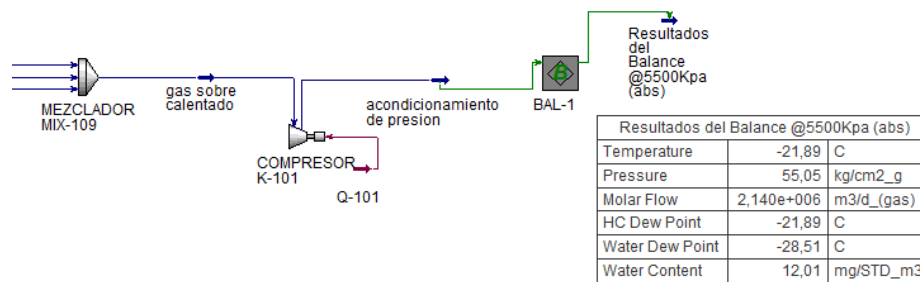 Resultados
del
Balance
@5500Kpa
(abs)
gas sobre
calentado
MEZCLADOR
MIX-109
acondicionamiento
de presion
B
BAL-1
COMPRESOR
K-101
Q-101
Resultados del Balance @5500Kpa (abs)
Temperature -21,89 C
Pressure 55,05 kg/cm2_g
Molar Flow 2,140e+006 m3/d_(gas)
HC Dew Point -21,89 C
Water Dew Point -28,51 C
Water Content 12,01 mg/STD_m3